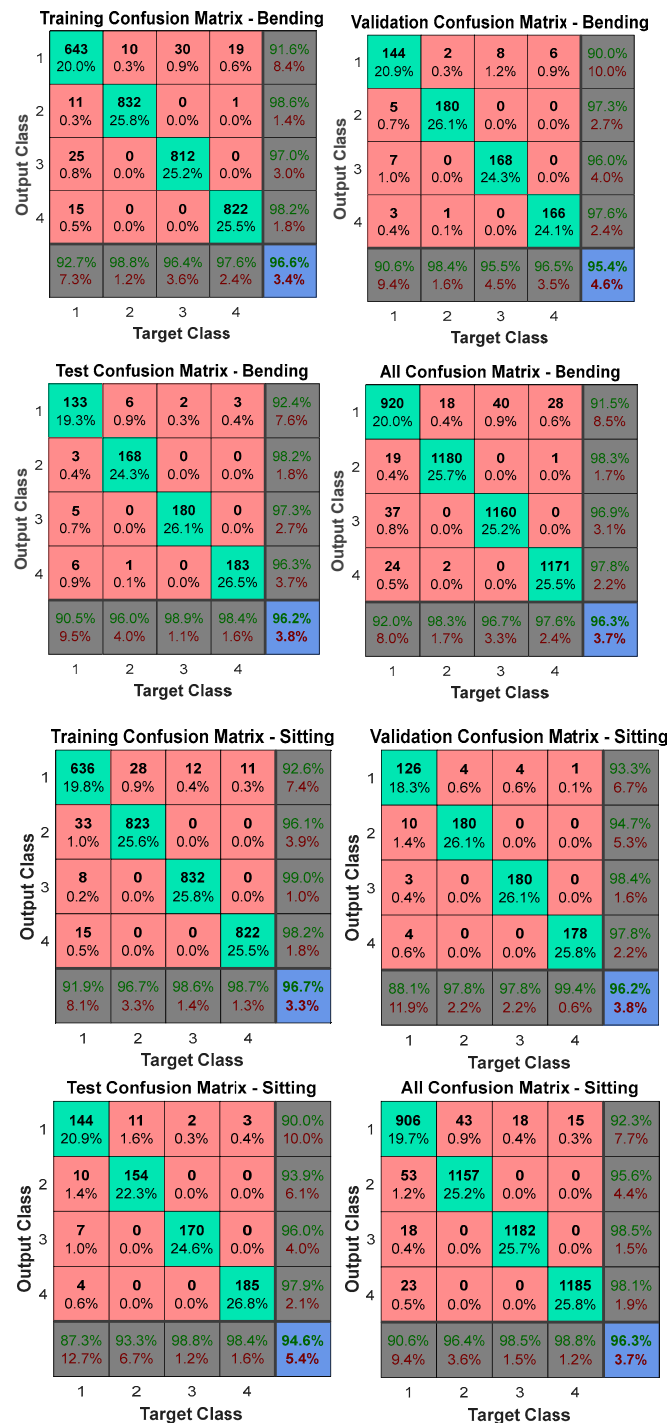 Training Confusion Matrix - Bending
Output Class
1
643 10 30 19 91.6%
20.0% 0.3% 0.9% 0.6% 8.4%
2
11 832 0 1 98.6%
0.3% 25.8% 0.0% 0.0% 1.4%
3
25 0 812 0 97.0%
0.8% 0.0% 25.2% 0.0% 3.0%
4
15 0 0 822 98.2%
0.5% 0.0% 0.0% 25.5% 1.8%
92.7% 98.8% 96.4% 97.6% 96.6%
7.3% 1.2% 3.6% 2.4% 3.4%
1 2 3 4
Target Class
Validation Confusion Matrix - Bending
Output Class
1
144 2 8 6 90.0%
20.9% 0.3% 1.2% 0.9% 10.0%
2
5 180 0 0 97.3%
0.7% 26.1% 0.0% 0.0% 2.7%
3
7 0 168 0 96.0%
1.0% 0.0% 24.3% 0.0% 4.0%
4
3 1 0 166 97.6%
0.4% 0.1% 0.0% 24.1% 2.4%
90.6% 98.4% 95.5% 96.5% 95.4%
9.4% 1.6% 4.5% 3.5% 4.6%
1 2 3 4
Target Class
Test Confusion Matrix - Bending
Output Class
1
133 6 2 3 92.4%
19.3% 0.9% 0.3% 0.4% 7.6%
2
3 168 0 0 98.2%
0.4% 24.3% 0.0% 0.0% 1.8%
3
5 0 180 0 97.3%
0.7% 0.0% 26.1% 0.0% 2.7%
4
6 1 0 183 96.3%
0.9% 0.1% 0.0% 26.5% 3.7%
90.5% 96.0% 98.9% 98.4% 96.2%
9.5% 4.0% 1.1% 1.6% 3.8%
1 2 3 4
Target Class
All Confusion Matrix - Bending
Output Class
1
920 18 40 28 91.5%
20.0% 0.4% 0.9% 0.6% 8.5%
2
19 1180 0 1 98.3%
0.4% 25.7% 0.0% 0.0% 1.7%
3
37 0 1160 0 96.9%
0.8% 0.0% 25.2% 0.0% 3.1%
4
24 2 0 1171 97.8%
0.5% 0.0% 0.0% 25.5% 2.2%
92.0% 98.3% 96.7% 97.6% 96.3%
8.0% 1.7% 3.3% 2.4% 3.7%
1 2 3 4
Target Class
Training Confusion Matrix - Sitting
Output Class
1
636 28 12 11 92.6%
19.8% 0.9% 0.4% 0.3% 7.4%
2
33 823 0 0 96.1%
1.0% 25.6% 0.0% 0.0% 3.9%
3
8 0 832 0 99.0%
0.2% 0.0% 25.8% 0.0% 1.0%
4
15 0 0 822 98.2%
0.5% 0.0% 0.0% 25.5% 1.8%
91.9% 96.7% 98.6% 98.7% 96.7%
8.1% 3.3% 1.4% 1.3% 3.3%
1 2 3 4
Target Class
Validation Confusion Matrix - Sitting
Output Class
1
126 4 4 1 93.3%
18.3% 0.6% 0.6% 0.1% 6.7%
2
10 180 0 0 94.7%
1.4% 26.1% 0.0% 0.0% 5.3%
3
3 0 180 0 98.4%
0.4% 0.0% 26.1% 0.0% 1.6%
4
4 0 0 178 97.8%
0.6% 0.0% 0.0% 25.8% 2.2%
88.1% 97.8% 97.8% 99.4% 96.2%
11.9% 2.2% 2.2% 0.6% 3.8%
1 2 3 4
Target Class
Test Confusion Matrix - Sitting
Output Class
1
144 11 2 3 90.0%
20.9% 1.6% 0.3% 0.4% 10.0%
2
10 154 0 0 93.9%
1.4% 22.3% 0.0% 0.0% 6.1%
3
7 0 170 0 96.0%
1.0% 0.0% 24.6% 0.0% 4.0%
4
4 0 0 185 97.9%
0.6% 0.0% 0.0% 26.8% 2.1%
87.3% 93.3% 98.8% 98.4% 94.6%
12.7% 6.7% 1.2% 1.6% 5.4%
1 2 3 4
Target Class
All Confusion Matrix - Sitting
Output Class
1
906 43 18 15 92.3%
19.7% 0.9% 0.4% 0.3% 7.7%
2
53 1157 0 0 95.6%
1.2% 25.2% 0.0% 0.0% 4.4%
3
18 0 1182 0 98.5%
0.4% 0.0% 25.7% 0.0% 1.5%
4
23 0 0 1185 98.1%
0.5% 0.0% 0.0% 25.8% 1.9%
90.6% 96.4% 98.5% 98.8% 96.3%
9.4% 3.6% 1.5% 1.2% 3.7%
1 2 3 4
Target Class